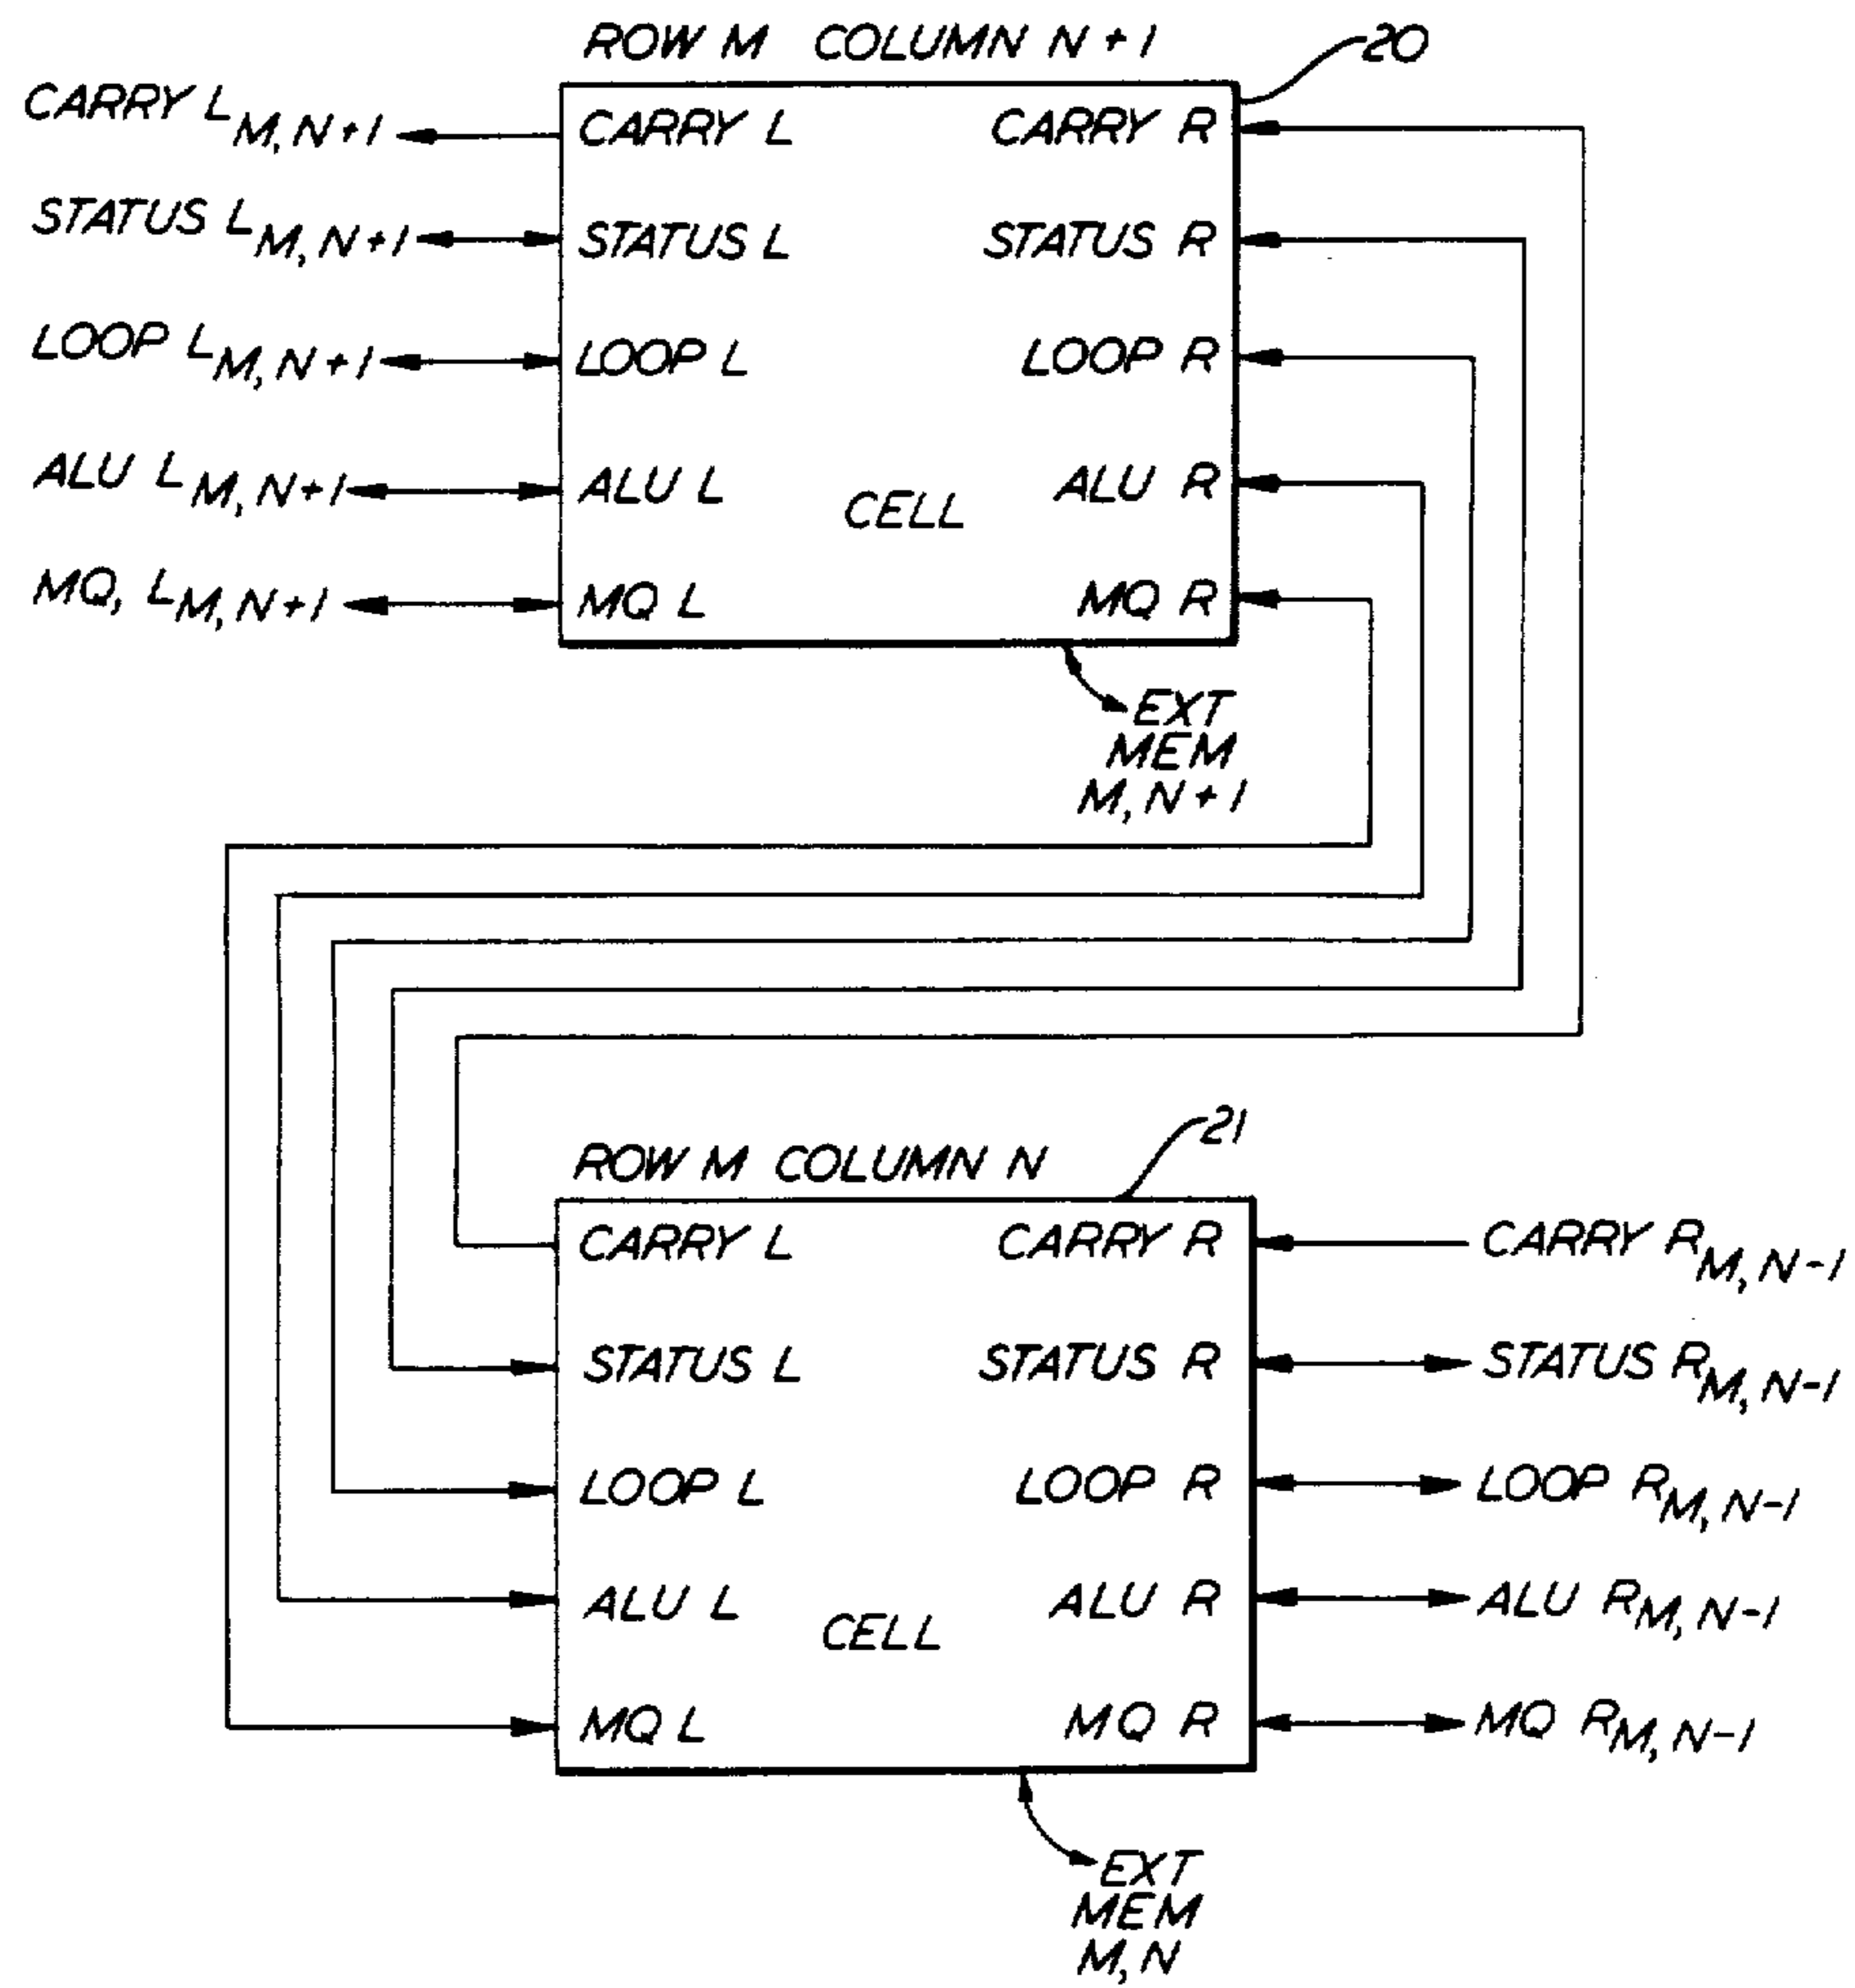 ROW M COLUMN N+1
20
CARRY L M,N+1
CARRY L
CARRY R
STATUS L M,N+1
STATUS L
STATUS R
LOOP L M,N+1
LOOP L
LOOP R
ALU L M,N+1
ALU L
ALU R
CELL
MQ, L M,N+1
MQ L
MQ R
EXT
MEM
M,N+1
21
ROW M COLUMN N
CARRY L
CARRY R
CARRY R M,N-1
STATUS L
STATUS R
STATUS R M,N-1
LOOP L
LOOP R
LOOP R M,N-1
ALU L
ALU R
ALU R M,N-1
CELL
MQ L
MQ R
MQ R M,N-1
EXT
MEM
M,N